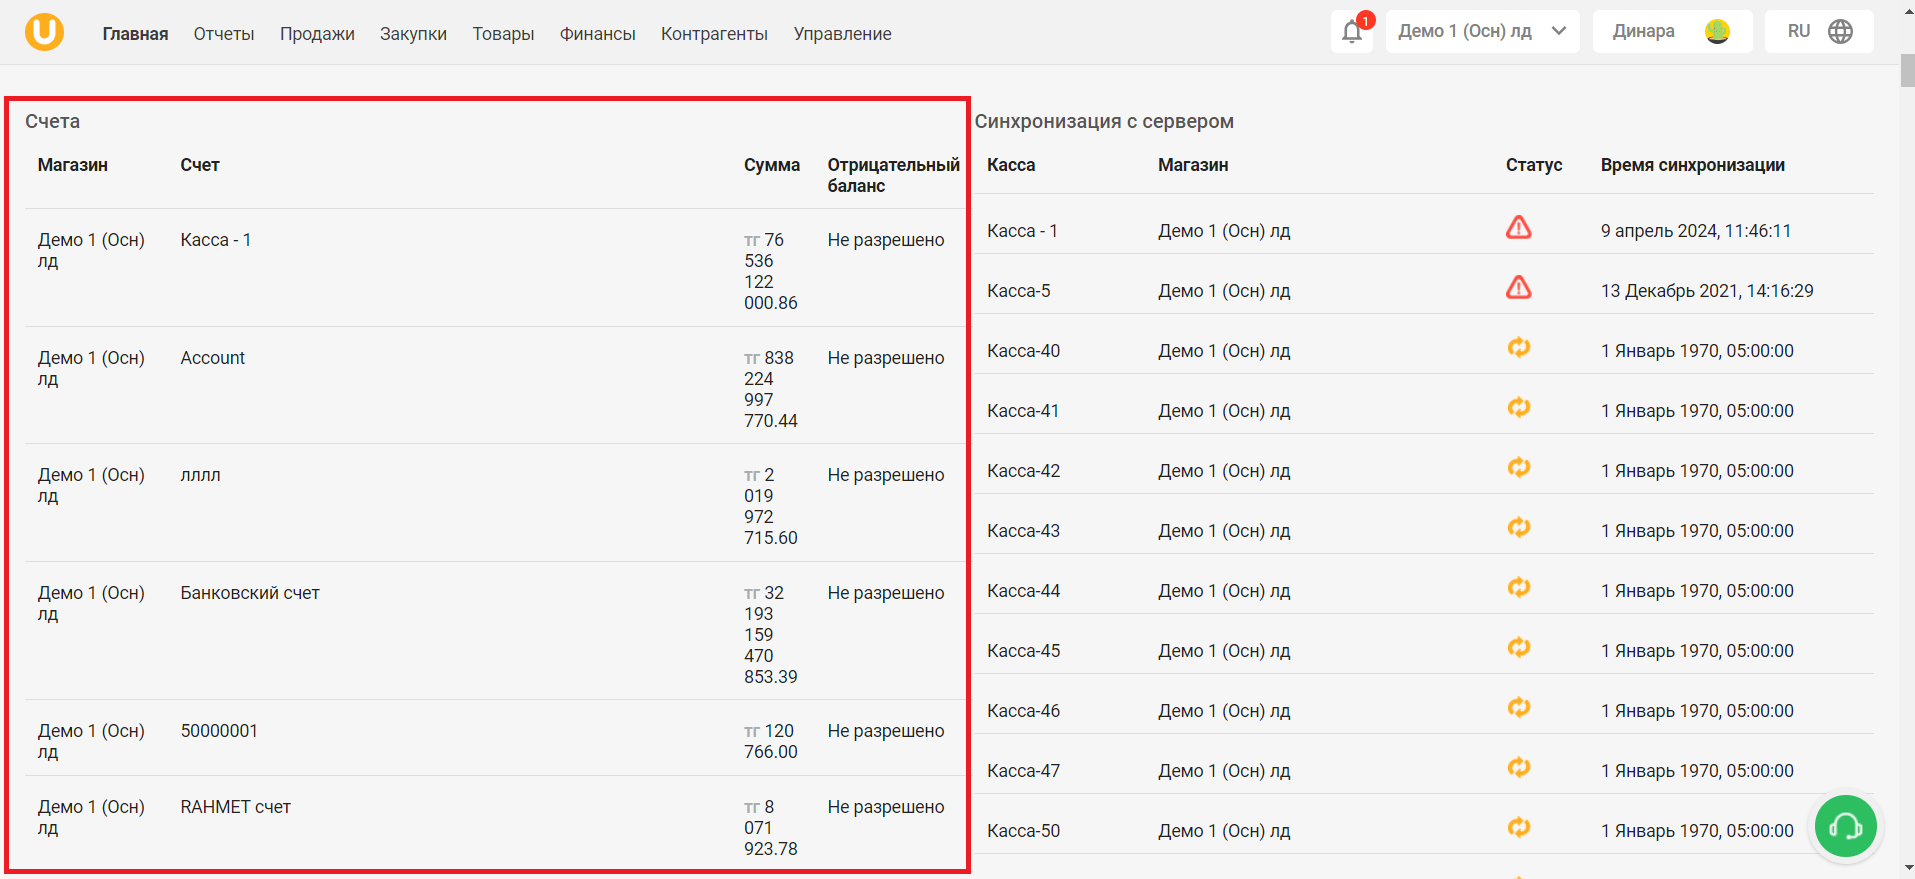 U Главная Отчеты Продажи Закупки Товары Финансы Контрагенты Управление 1 Демо 1 (Осн) лд Динара RU
Счета
Магазин Счет Сумма Отрицательный
баланс
Демо 1 (Осн) Касса - 1 тг 76 Не разрешено
лд 536
122
000.86
Демо 1 (Осн) Account тг 838 Не разрешено
лд 224
997
770.44
Демо 1 (Осн) лллл тг 2 Не разрешено
лд 019
972
715.60
Демо 1 (Осн) Банковский счет тг 32 Не разрешено
лд 193
159
470
853.39
Демо 1 (Осн) 50000001 тг 120 Не разрешено
лд 766.00
Демо 1 (Осн) RAHMET счет тг 8 Не разрешено
лд 071
923.78
Синхронизация с сервером
Касса Магазин Статус Время синхронизации
Касса - 1 Демо 1 (Осн) лд 9 апрель 2024, 11:46:11
Касса-5 Демо 1 (Осн) лд 13 Декабрь 2021, 14:16:29
Касса-40 Демо 1 (Осн) лд 1 Январь 1970, 05:00:00
Касса-41 Демо 1 (Осн) лд 1 Январь 1970, 05:00:00
Касса-42 Демо 1 (Осн) лд 1 Январь 1970, 05:00:00
Касса-43 Демо 1 (Осн) лд 1 Январь 1970, 05:00:00
Касса-44 Демо 1 (Осн) лд 1 Январь 1970, 05:00:00
Касса-45 Демо 1 (Осн) лд 1 Январь 1970, 05:00:00
Касса-46 Демо 1 (Осн) лд 1 Январь 1970, 05:00:00
Касса-47 Демо 1 (Осн) лд 1 Январь 1970, 05:00:00
Касса-50 Демо 1 (Осн) лд 1 Январь 1970, 05:00:00